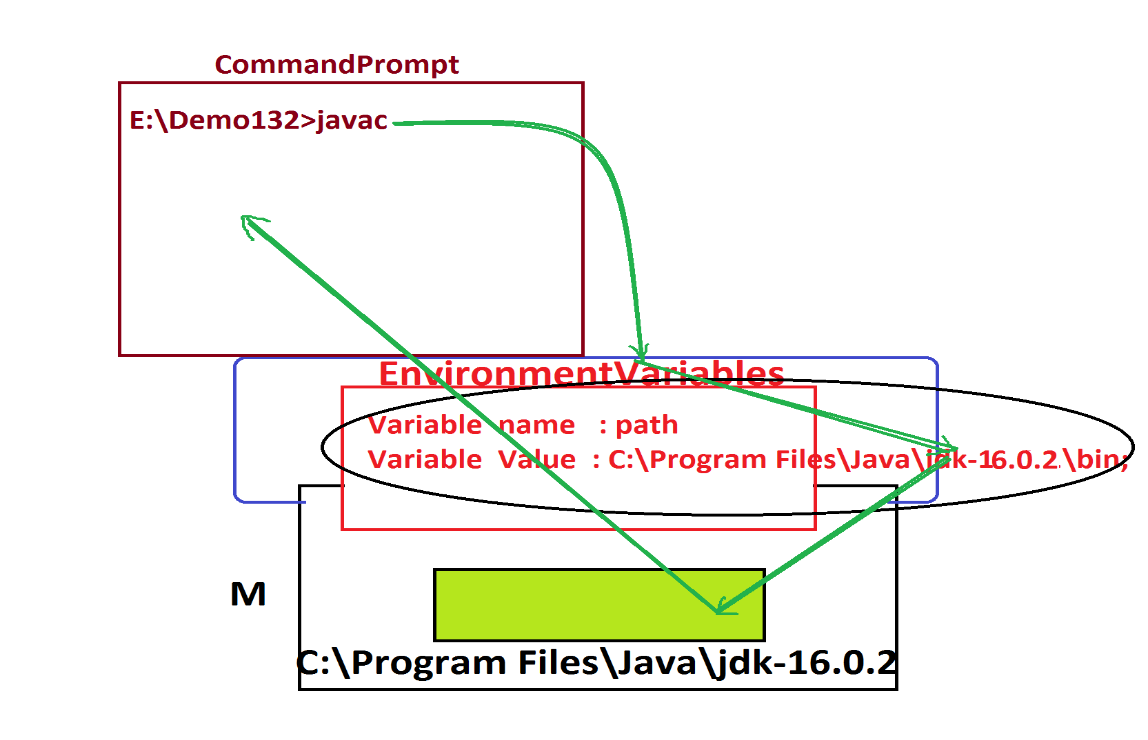 CommandPrompt
E:\Demo132>javac
EnvironmentVariables
Variable name : path
Variable Value : C:\Program Files\Java\jdk-16.0.2\bin;
M
C:\Program Files\Java\jdk-16.0.2